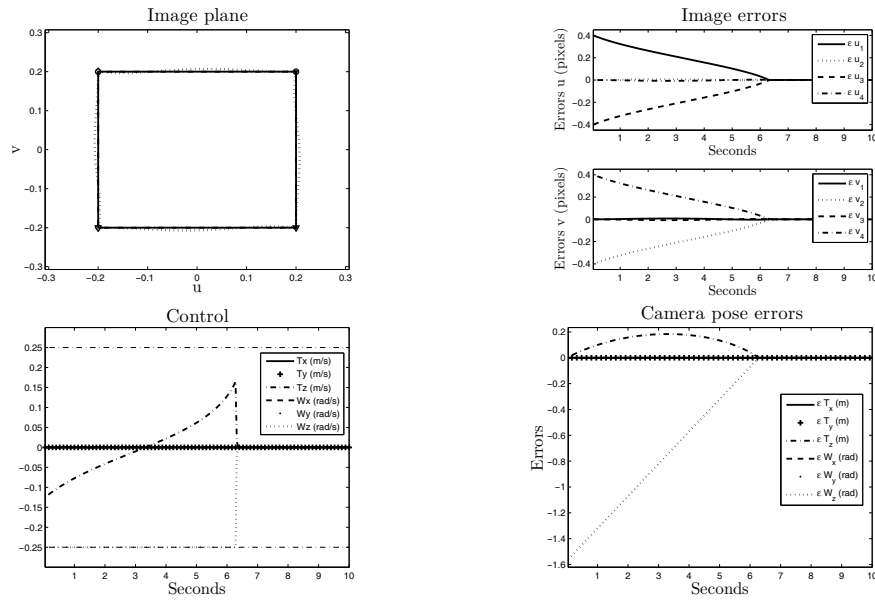 Image plane
0.3
0.2
0.1
0
−0.1
−0.2
−0.3
v
−0.3
−0.2
−0.1
0
0.1
0.2
0.3
u
Image errors
0.4
0.2
0
−0.2
−0.4
Errors u (pixels)
ε u1
ε u2
ε u3
ε u4
1 2 3 4 5 6 7 8 9 10
Seconds
0.4
0.2
0
−0.2
−0.4
Errors v (pixels)
ε v1
ε v2
ε v3
ε v4
1 2 3 4 5 6 7 8 9 10
Seconds
Control
0.25
0.2
0.15
0.1
0.05
0
−0.05
−0.1
−0.15
−0.2
−0.25
Tx (m/s)
Ty (m/s)
Tz (m/s)
Wx (rad/s)
Wy (rad/s)
Wz (rad/s)
1 2 3 4 5 6 7 8 9 10
Seconds
Camera pose errors
0.2
0
−0.2
−0.4
−0.6
−0.8
−1
−1.2
−1.4
−1.6
Errors
ε Tx (m)
ε Ty (m)
ε Tz (m)
ε Wx (rad)
ε Wy (rad)
ε Wz (rad)
1 2 3 4 5 6 7 8 9 10
Seconds